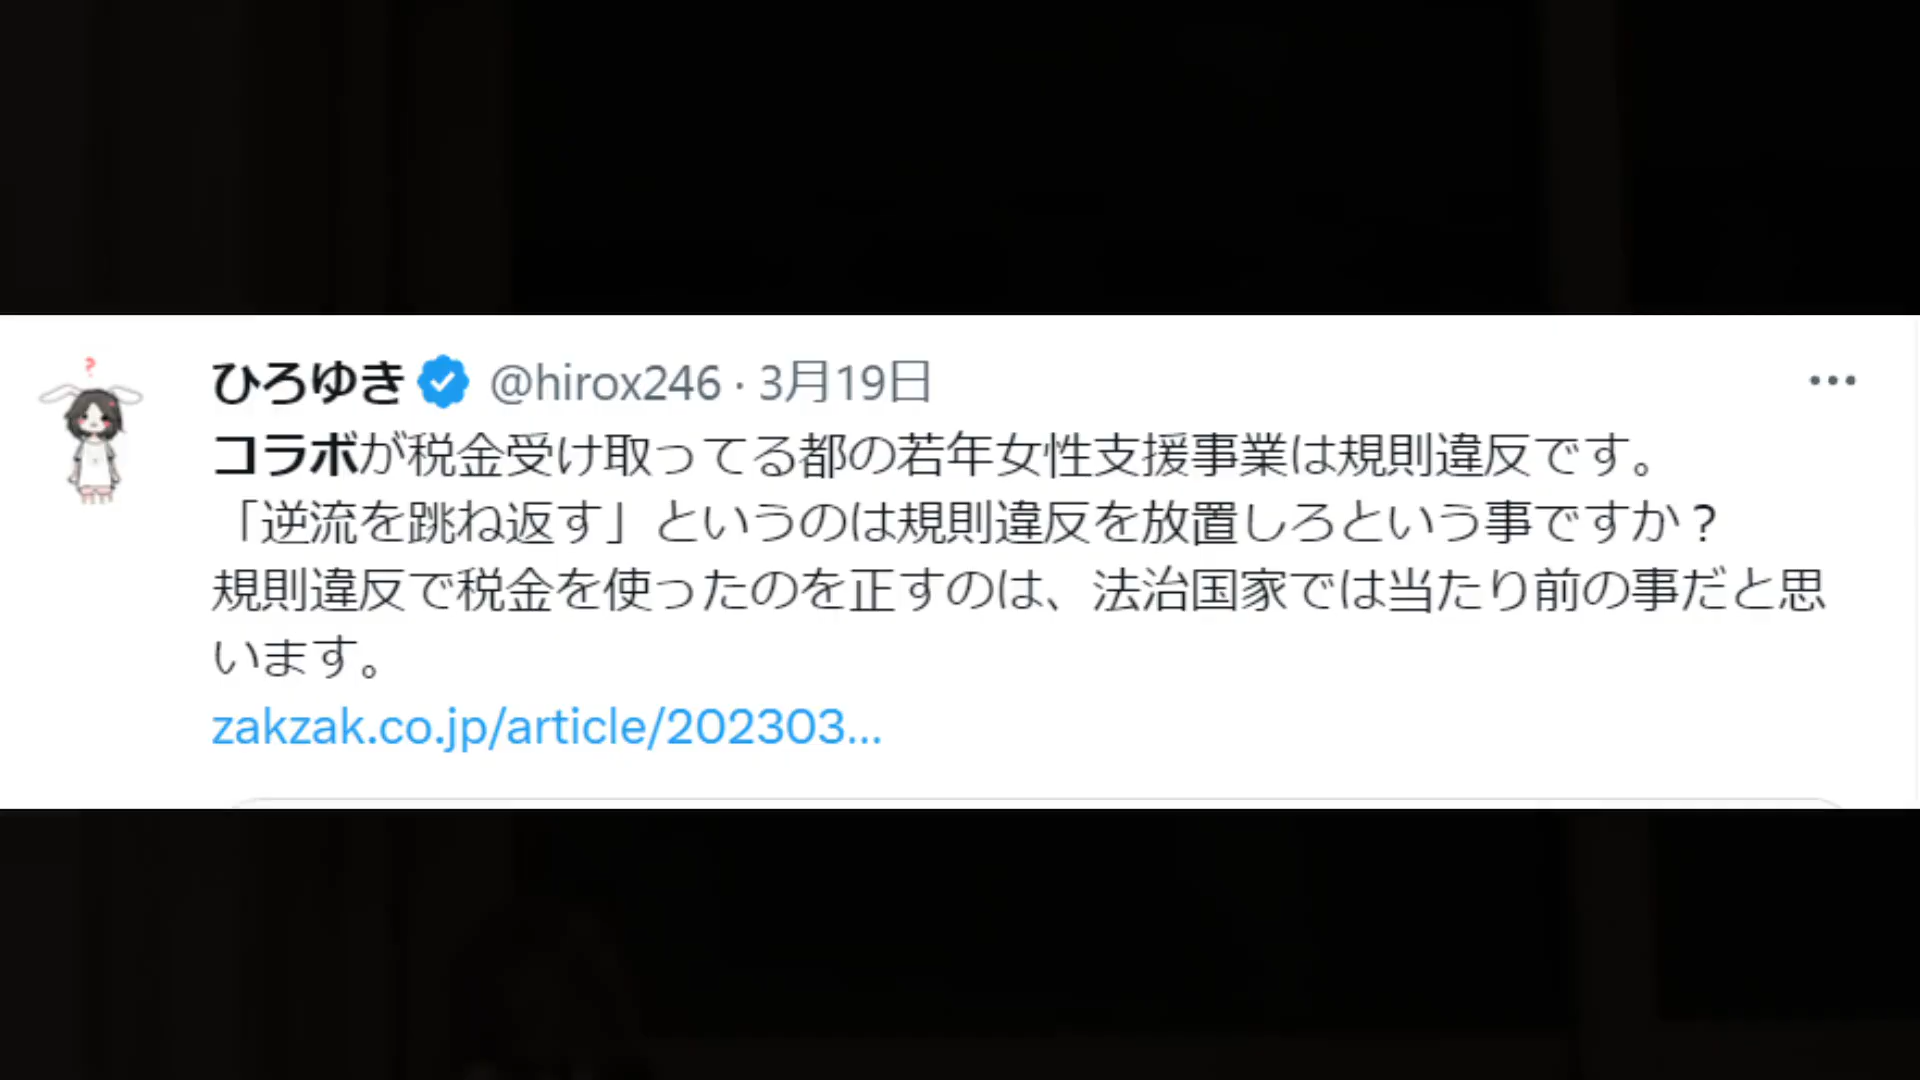 ?
ひろゆき @hirox246 · 3月19日
コラボが税金受け取ってる都の若年女性支援事業は規則違反です。
「逆流を跳ね返す」というのは規則違反を放置しろという事ですか？
規則違反で税金を使ったのを正すのは、法治国家では当たり前の事だと思
います。
zakzak.co.jp/article/202303...